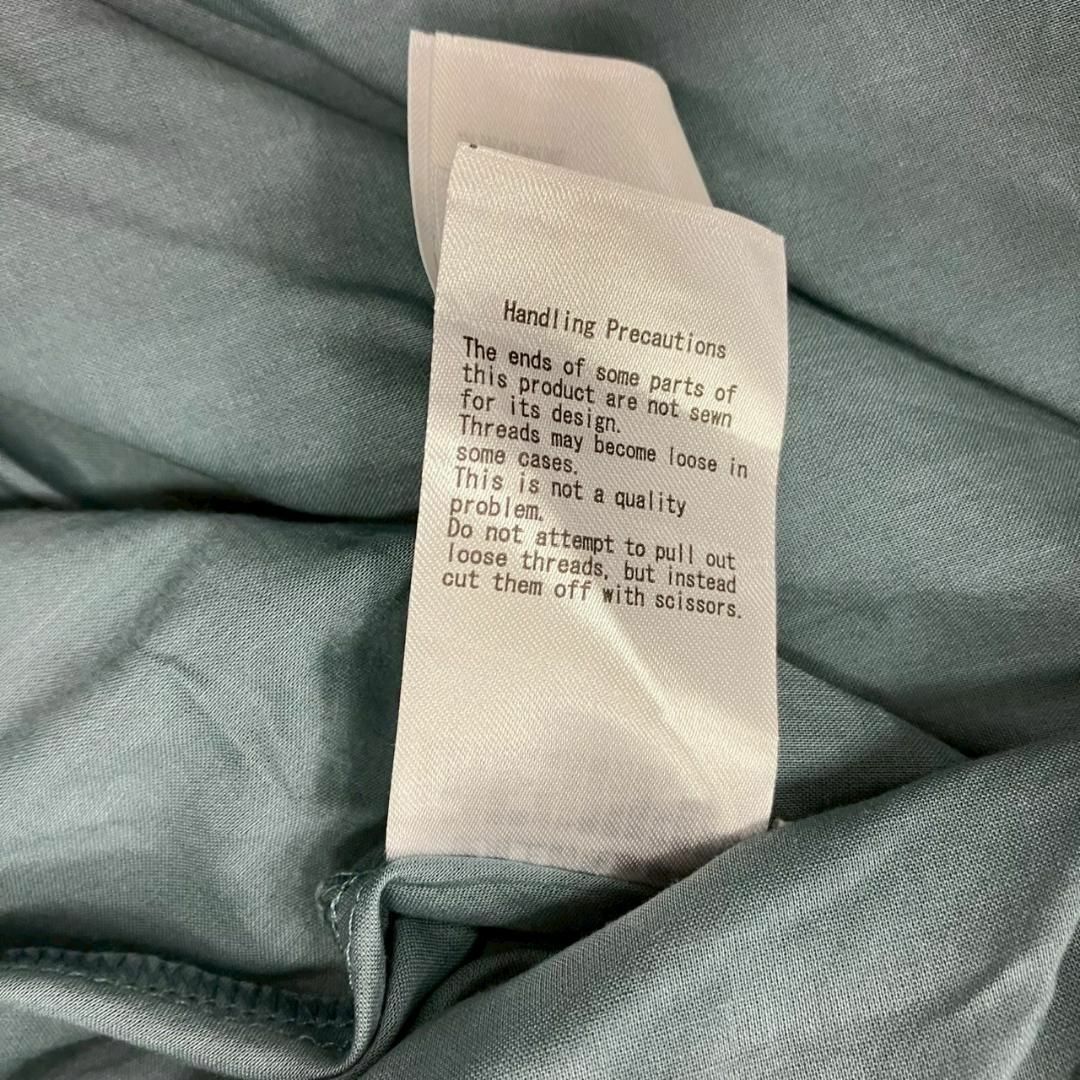 Handling Precautions
The ends of some parts of
this product are not sewn
for its design.
Threads may become loose in
some cases.
This is not a quality
problem.
Do not attempt to pull out
loose threads, but instead
cut them off with scissors.